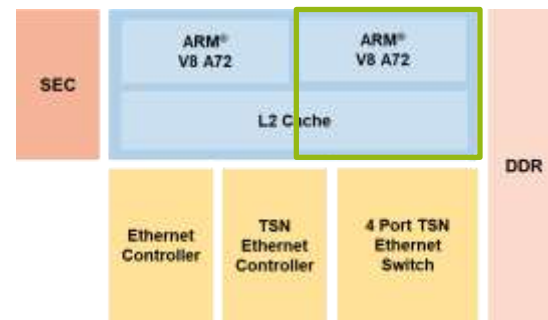 SEC
ARM®
V8 A72
ARM®
V8 A72
L2 Cache
DDR
Ethernet
Controller
TSN
Ethernet
Controller
4 Port TSN
Ethernet
Switch